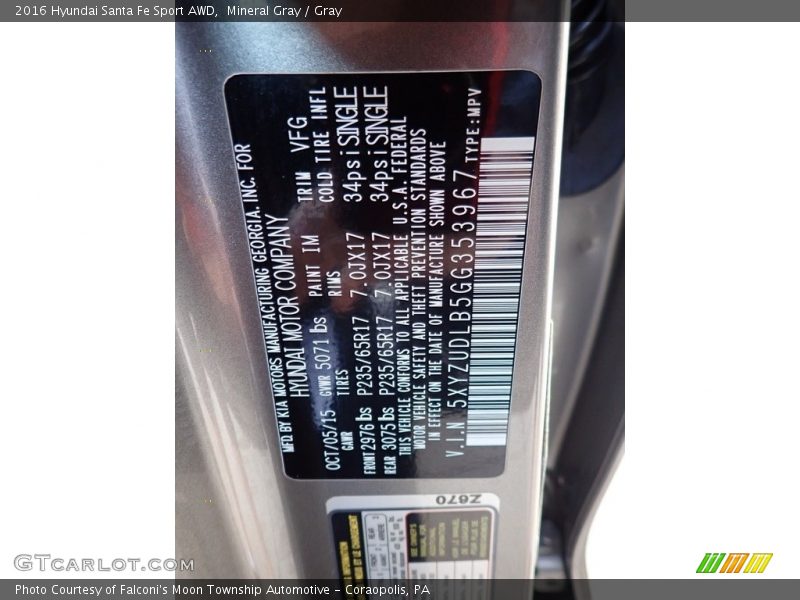 2016 Hyundai Santa Fe Sport AWD,  Mineral Gray / Gray
MFD BY KIA MOTORS MANUFACTURING GEORGIA, INC. FOR
HYUNDAI MOTOR COMPANY
PAINT IM TRIM VFG
OCT/05/15 GVWR 5071 lbs
GAWR TIRES RIMS COLD TIRE INFL
FRONT 2976 lbs P235/65R17 7.0JX17 34psi SINGLE
REAR 3075 lbs P235/65R17 7.0JX17 34psi SINGLE
THIS VEHICLE CONFORMS TO ALL APPLICABLE U.S.A. FEDERAL
MOTOR VEHICLE SAFETY AND THEFT PREVENTION STANDARDS
IN EFFECT ON THE DATE OF MANUFACTURE SHOWN ABOVE
V.I.N 5XYZUDLB5GG353967 TYPE:MPV
Z670
GTCarLot.com
Photo Courtesy of Falconi's Moon Township Automotive - Coraopolis, PA